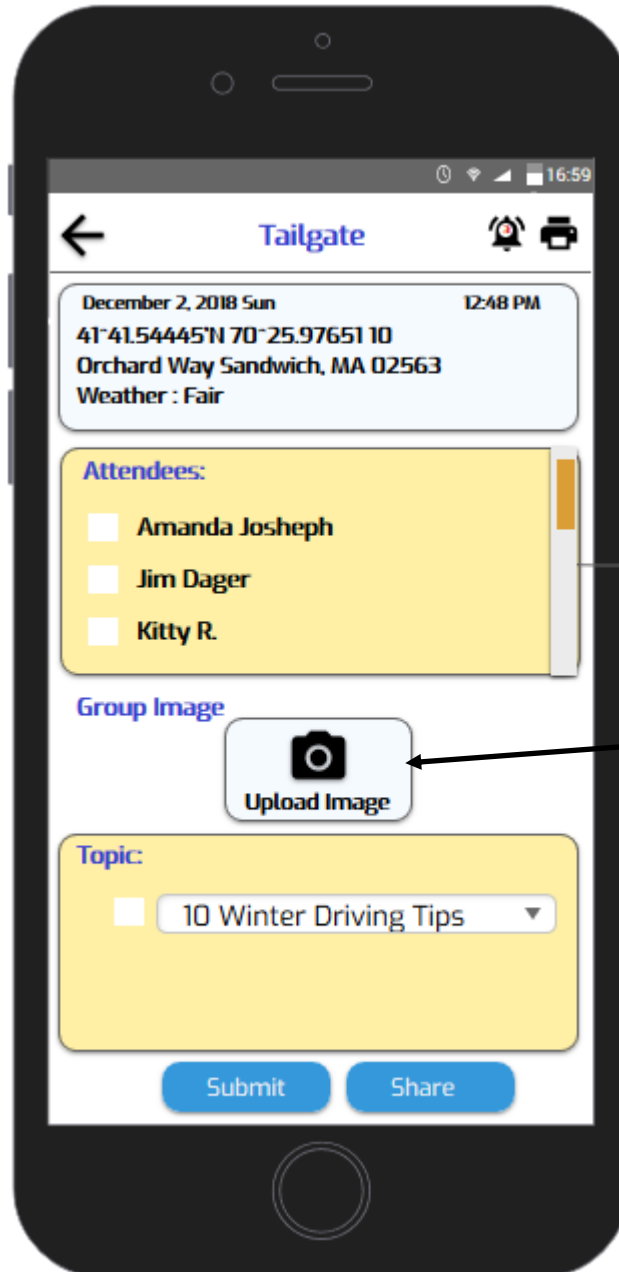 16:59
Tailgate
December 2, 2018 Sun 12:48 PM
41~41.54445'N 70~25.97651 10
Orchard Way Sandwich, MA 02563
Weather : Fair
Attendees:
Amanda Josheph
Jim Dager
Kitty R.
Group Image
Upload Image
Topic:
10 Winter Driving Tips
Submit Share